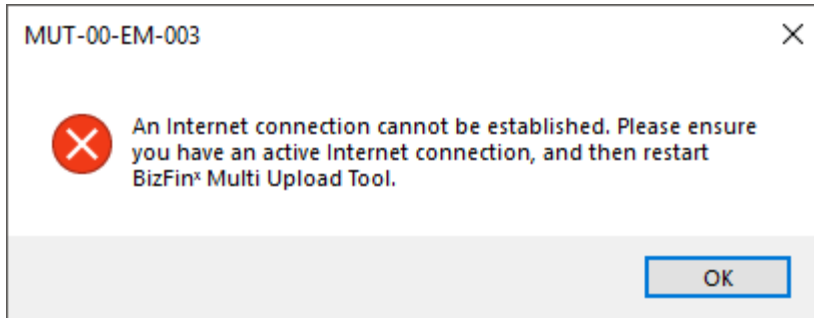 MUT-00-EM-003
An Internet connection cannot be established. Please ensure
you have an active Internet connection, and then restart
BizFinˣ Multi Upload Tool.
OK